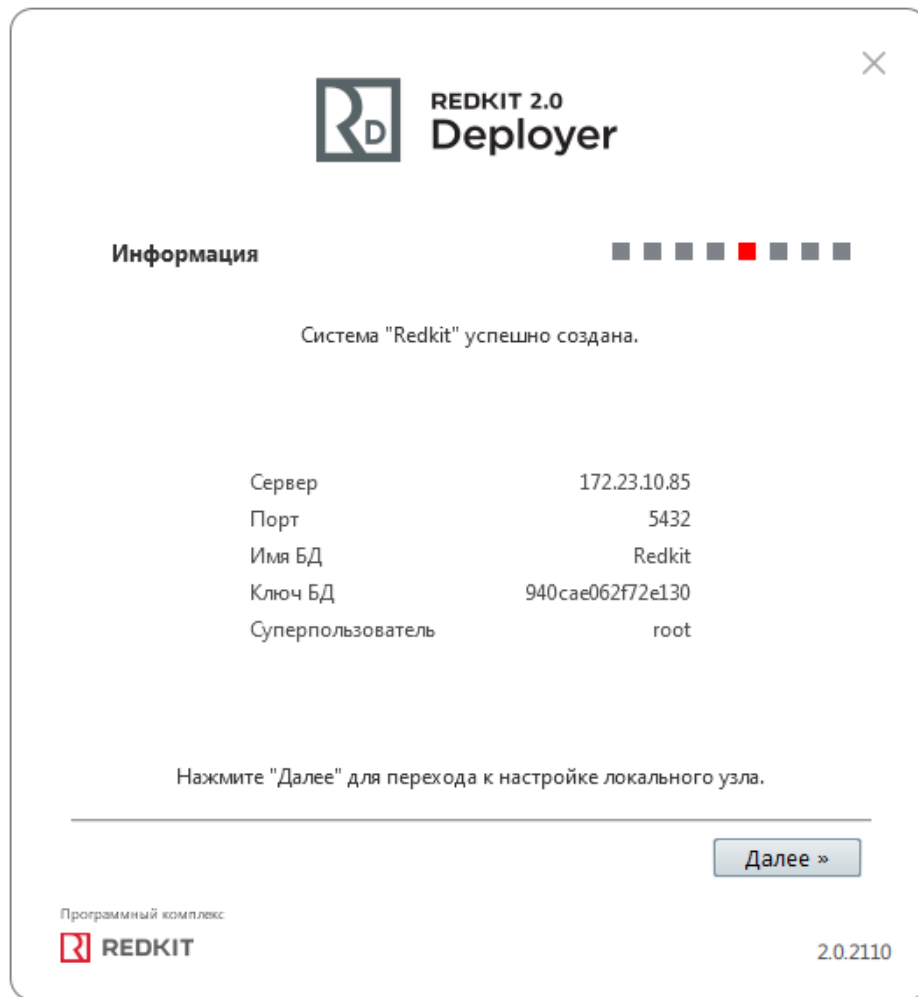 REDKIT 2.0
RD Deployer
Информация
Система "Redkit" успешно создана.
Сервер 172.23.10.85
Порт 5432
Имя БД Redkit
Ключ БД 940cae062f72e130
Суперпользователь root
Нажмите "Далее" для перехода к настройке локального узла.
Далее »
Программный комплекс
REDKIT
2.0.2110